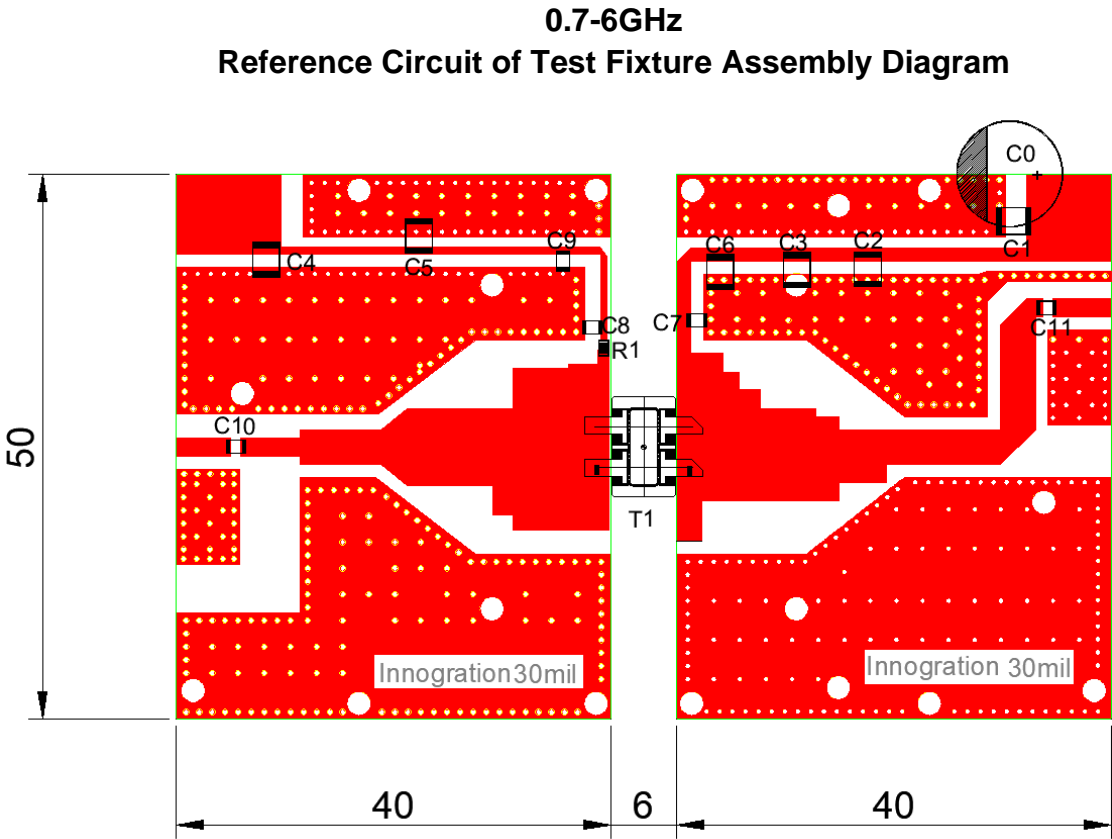 0.7-6GHz
Reference Circuit of Test Fixture Assembly Diagram
C0
C1
C9
C4
C5
C6
C3
C2
C8
C7
C11
R1
C10
50
T1
Innogration30mil
Innogration 30mil
40
6
40